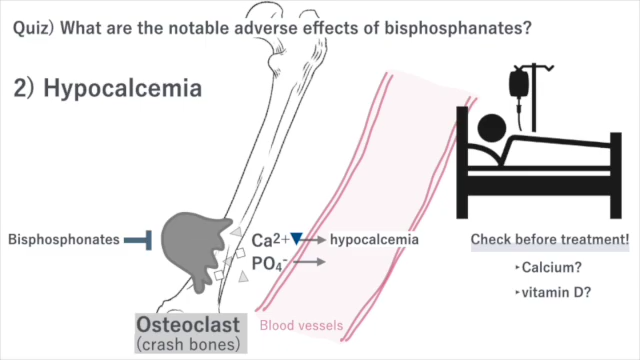 Quiz) What are the notable adverse effects of bisphosphanates?
2) Hypocalcemia
Bisphosphonates
Ca2+
hypocalcemia
PO4-
Osteoclast
(crash bones)
Blood vessels
Check before treatment!
‣Calcium?
‣vitamin D?